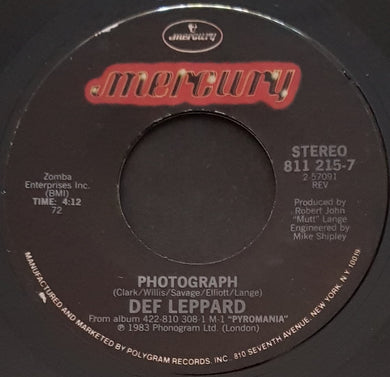 mercury
mercury
Zomba
Enterprises Inc.
(BMI)
TIME: 4:12
72
STEREO
811 215-7
2-57091
REV
Produced by
Robert John
"Mutt" Lange
Engineered by
Mike Shipley
PHOTOGRAPH
(Clark/Willis/Savage/Elliott/Lange)
DEF LEPPARD
From album 422-810 308-1 M-1 "PYROMANIA"
℗ 1983 Phonogram Ltd. (London)
MANUFACTURED AND MARKETED BY POLYGRAM RECORDS, INC. 810 SEVENTH AVENUE, NEW YORK, N.Y. 10019